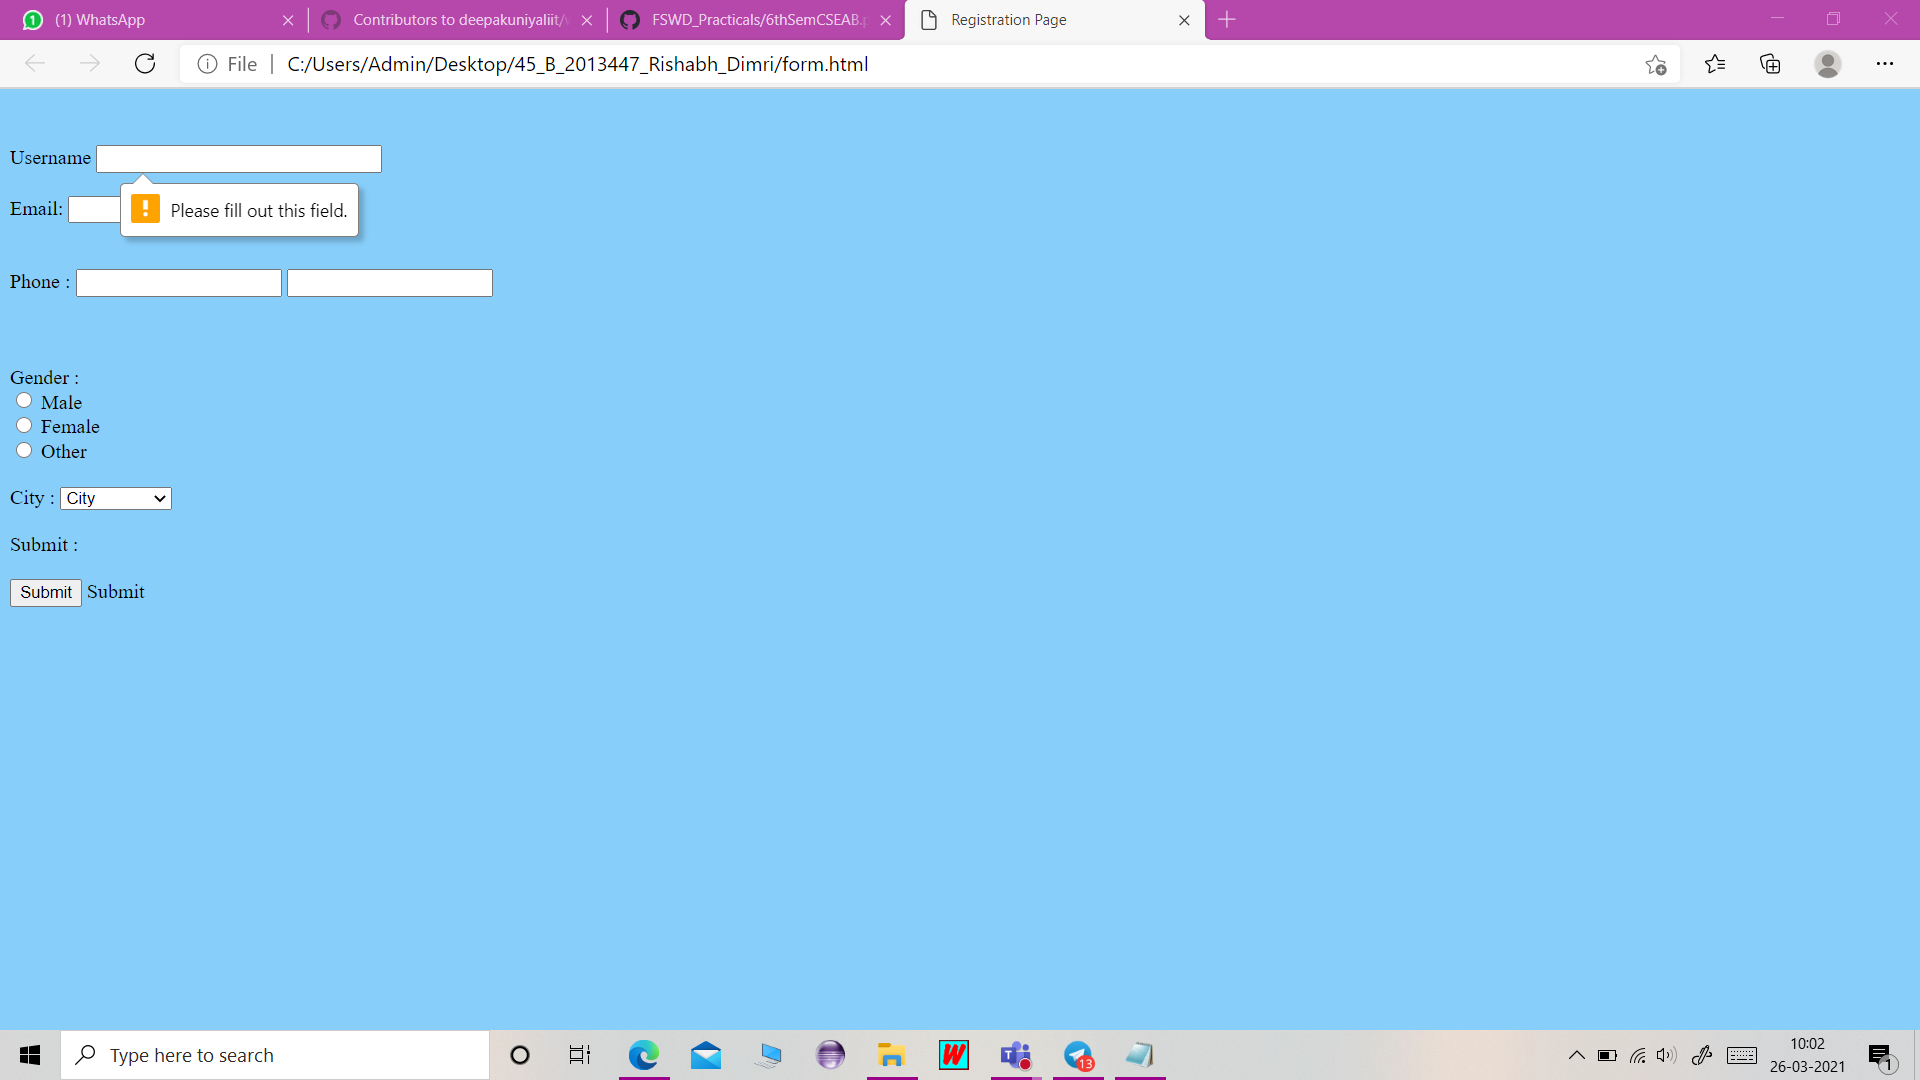 (1) WhatsApp
Contributors to deepakuniyaliit/
FSWD_Practicals/6thSemCSEAB.p
Registration Page
File
C:/Users/Admin/Desktop/45_B_2013447_Rishabh_Dimri/form.html
Username
Please fill out this field.
Email:
Phone :
Gender :
Male
Female
Other
City : City
Submit :
Submit Submit
Type here to search
13
10:02
26-03-2021
1